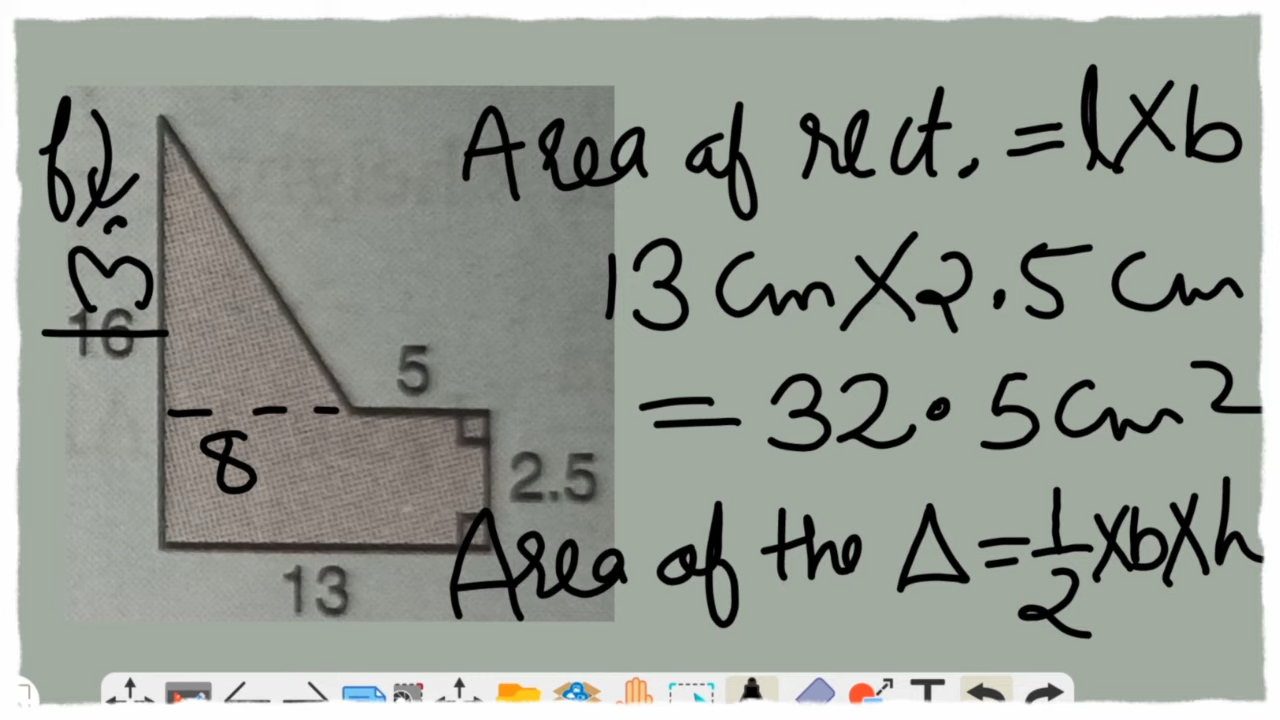 f)
Area of rect. = l×b
13 cm × 2.5 cm
= 32.5 cm²
16
5
8
2.5
13
Area of the Δ = 1/2 × b × h
T